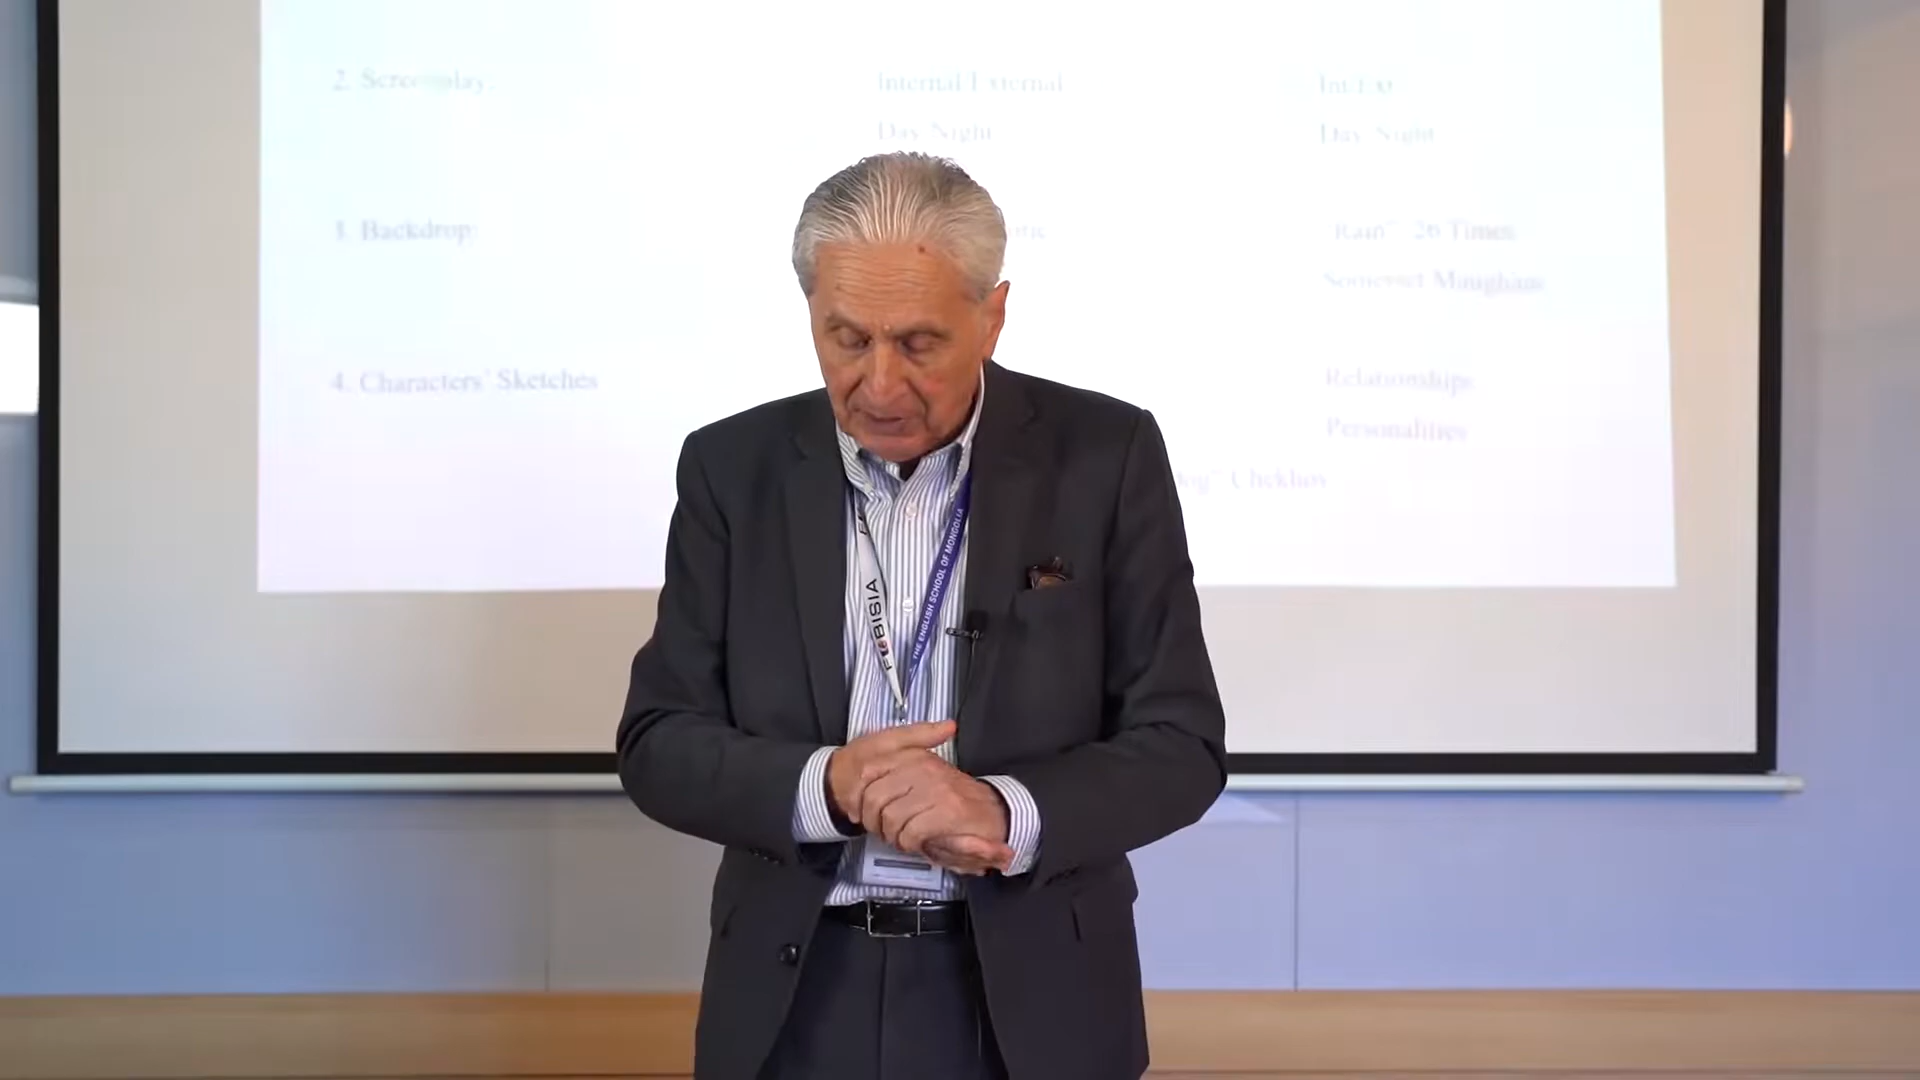 2. Screenplay: Internal External Int Ext
Day Night Day Night
3. Backdrop: "Rain" 26 Times
Somerset Maugham
4. Characters' Sketches Relationships
Personalities
Dog" Chekhov
FOBISIA
THE ENGLISH SCHOOL OF MONGOLIA